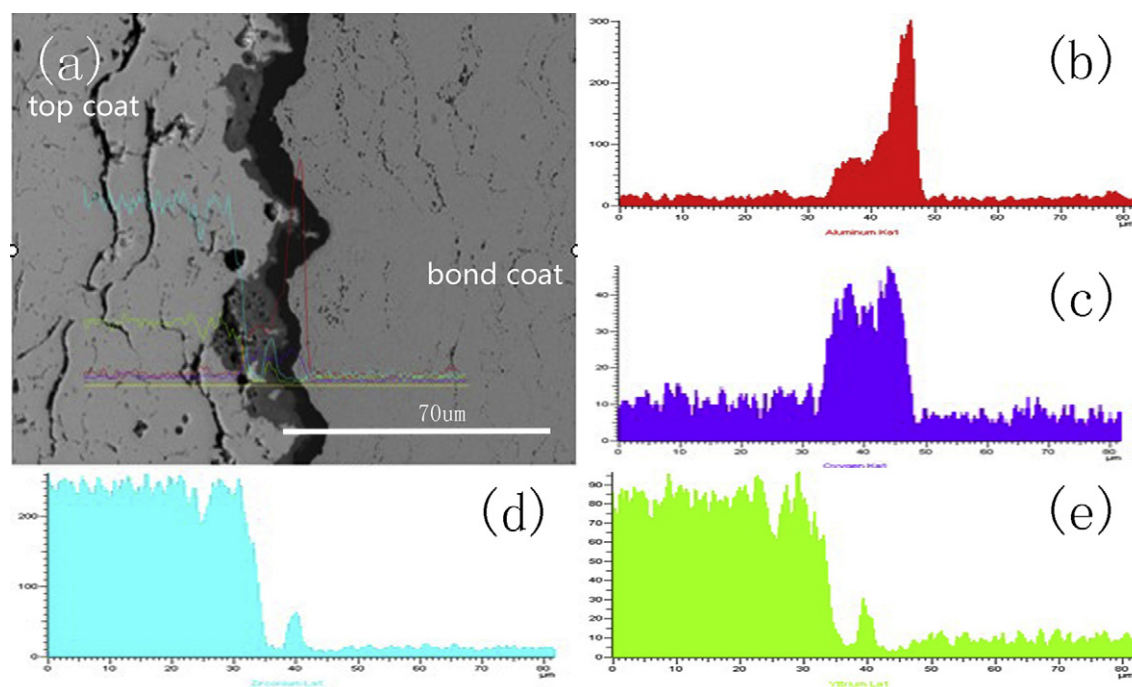 (a)
top coat
bond coat
70um
(b)
300
200
100
0
0 10 20 30 40 50 60 70 80
μm
Aluminum Ka1
(c)
40
30
20
10
0
0 10 20 30 40 50 60 70 80
μm
Oxygen Ka1
(d)
200
100
0
0 10 20 30 40 50 60 70 80
μm
Zirconium La1
(e)
90
80
70
60
50
40
30
20
10
0
0 10 20 30 40 50 60 70 80
μm
Yttrium La1